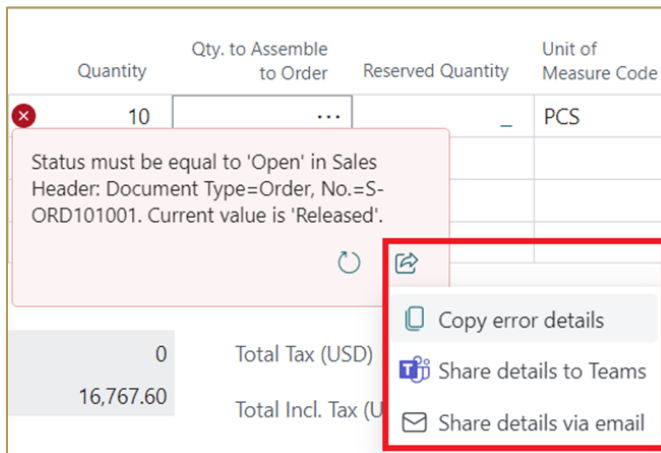 Quantity
Qty. to Assemble
to Order
Reserved Quantity
Unit of
Measure Code
10
...
_
PCS
Status must be equal to 'Open' in Sales
Header: Document Type=Order, No.=S-
ORD101001. Current value is 'Released'.
Copy error details
Share details to Teams
Share details via email
0
Total Tax (USD)
16,767.60
Total Incl. Tax (U